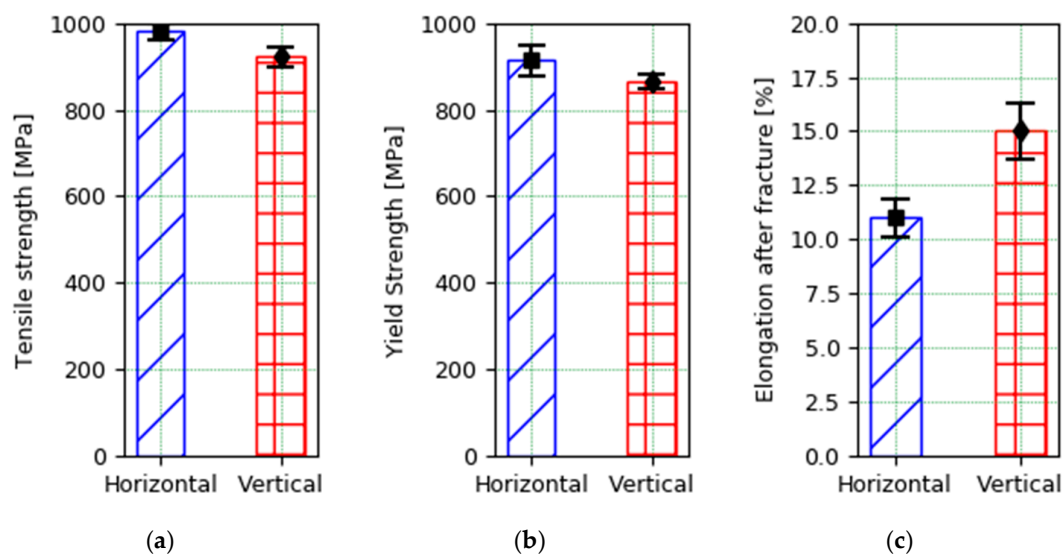 Tensile strength [MPa]
1000
800
600
400
200
0
Horizontal Vertical
(a)
Yield Strength [MPa]
1000
800
600
400
200
0
Horizontal Vertical
(b)
Elongation after fracture [%]
20.0
17.5
15.0
12.5
10.0
7.5
5.0
2.5
0.0
Horizontal Vertical
(c)